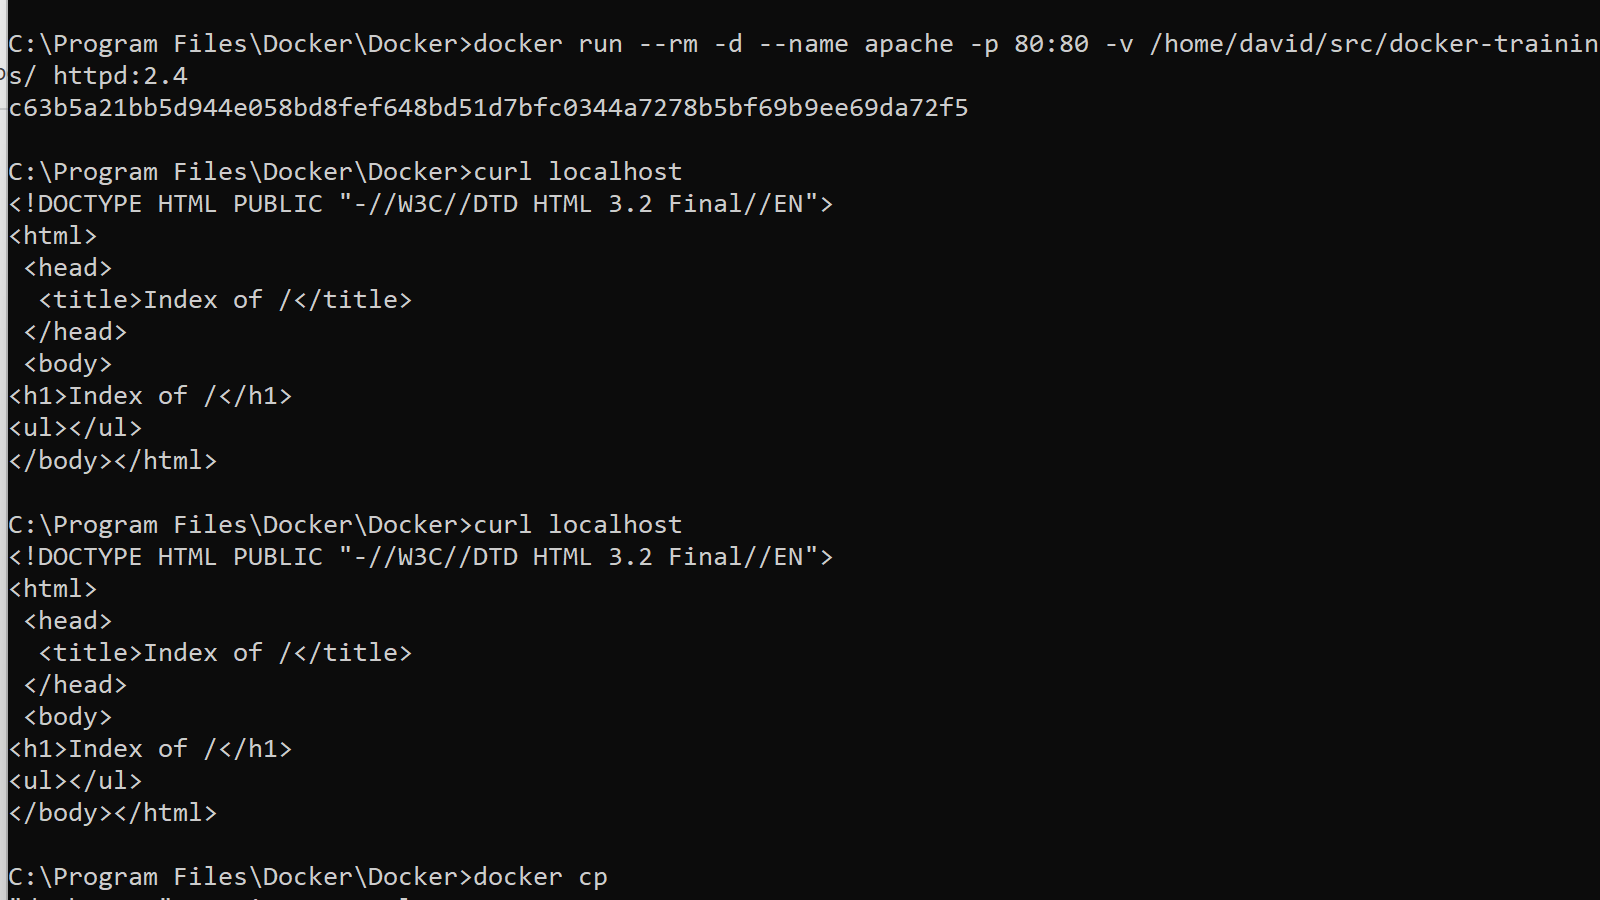 C:\Program Files\Docker\Docker>docker run --rm -d --name apache -p 80:80 -v /home/david/src/docker-trainin
s/ httpd:2.4
c63b5a21bb5d944e058bd8fef648bd51d7bfc0344a7278b5bf69b9ee69da72f5
C:\Program Files\Docker\Docker>curl localhost
<!DOCTYPE HTML PUBLIC "-//W3C//DTD HTML 3.2 Final//EN">
<html>
 <head>
  <title>Index of /</title>
 </head>
 <body>
<h1>Index of /</h1>
<ul></ul>
</body></html>
C:\Program Files\Docker\Docker>curl localhost
<!DOCTYPE HTML PUBLIC "-//W3C//DTD HTML 3.2 Final//EN">
<html>
 <head>
  <title>Index of /</title>
 </head>
 <body>
<h1>Index of /</h1>
<ul></ul>
</body></html>
C:\Program Files\Docker\Docker>docker cp